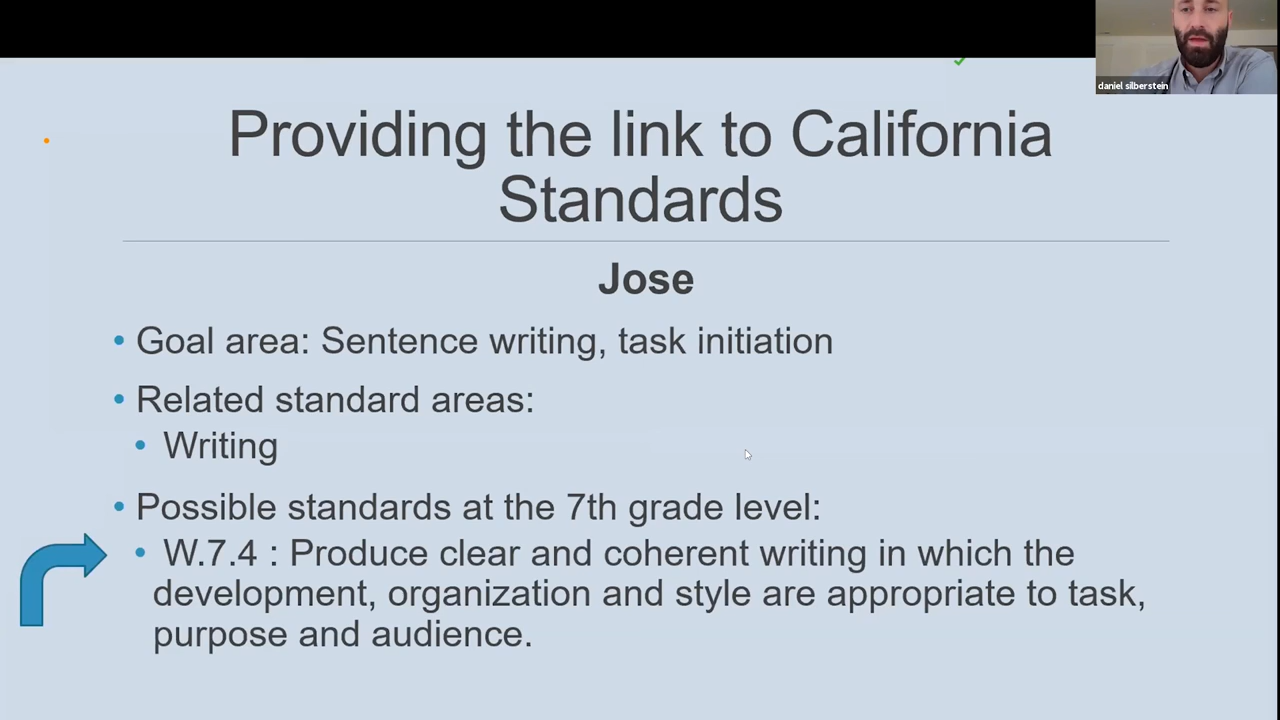 daniel silberstein
Providing the link to California
Standards
Jose
• Goal area: Sentence writing, task initiation
• Related standard areas:
• Writing
• Possible standards at the 7th grade level:
• W.7.4 : Produce clear and coherent writing in which the
development, organization and style are appropriate to task,
purpose and audience.